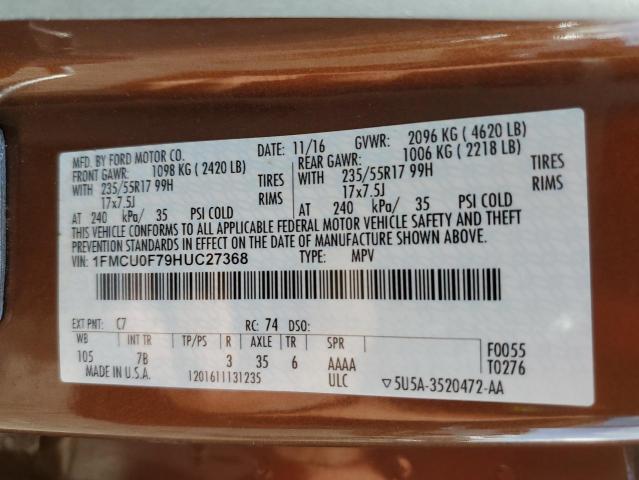 MFD. BY FORD MOTOR CO. DATE: 11/16 GVWR: 2096 KG ( 4620 LB)
FRONT GAWR: 1098 KG ( 2420 LB) REAR GAWR: 1006 KG ( 2218 LB)
WITH 235/55R17 99H TIRES WITH 235/55R17 99H TIRES
17x7.5J RIMS 17x7.5J RIMS
AT 240 kPa/ 35 PSI COLD AT 240 kPa/ 35 PSI COLD
THIS VEHICLE CONFORMS TO ALL APPLICABLE FEDERAL MOTOR VEHICLE SAFETY AND THEFT
PREVENTION STANDARDS IN EFFECT ON THE DATE OF MANUFACTURE SHOWN ABOVE.
VIN: 1FMCU0F79HUC27368 TYPE: MPV
EXT PNT: C7 RC: 74 DSO:
WB INT TR TP/PS R AXLE TR SPR
105 7B 3 35 6 AAAA
ULC
F0055
T0276
MADE IN U.S.A. 1201611131235
▽5U5A-3520472-AA